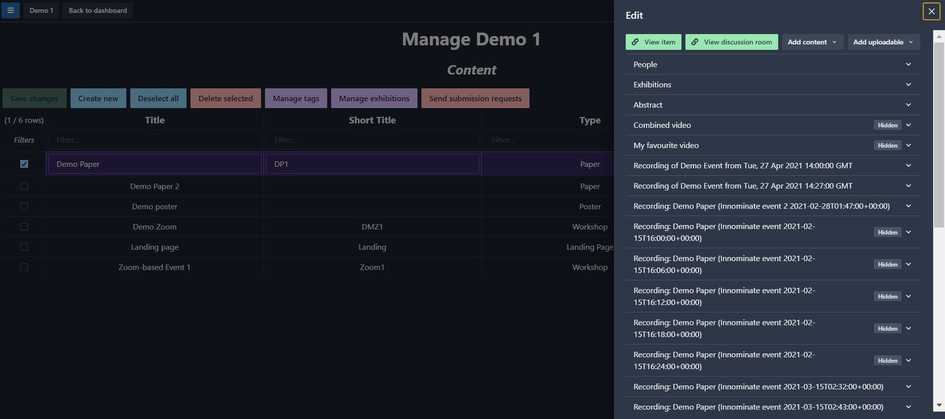 Demo 1
Back to dashboard
Manage Demo 1
Content
Save changes
Create new
Deselect all
Delete selected
Manage tags
Manage exhibitions
Send submission requests
(1 / 6 rows)
Title
Short Title
Type
Filters
Filter...
Filter...
Filter...
Demo Paper
DP1
Paper
Demo Paper 2
Paper
Demo poster
Poster
Demo Zoom
DMZ1
Workshop
Landing page
Landing
Landing Page
Zoom-based Event 1
Zoom1
Workshop
Edit
View item
View discussion room
Add content
Add uploadable
People
Exhibitions
Abstract
Combined video
Hidden
My favourite video
Hidden
Recording of Demo Event from Tue, 27 Apr 2021 14:00:00 GMT
Recording of Demo Event from Tue, 27 Apr 2021 14:27:00 GMT
Recording: Demo Paper (Innominate event 2 2021-02-28T01:47:00+00:00)
Recording: Demo Paper (Innominate event 2021-02-
15T16:00:00+00:00)
Hidden
Recording: Demo Paper (Innominate event 2021-02-
15T16:06:00+00:00)
Hidden
Recording: Demo Paper (Innominate event 2021-02-
15T16:12:00+00:00)
Hidden
Recording: Demo Paper (Innominate event 2021-02-
15T16:18:00+00:00)
Hidden
Recording: Demo Paper (Innominate event 2021-02-
15T16:24:00+00:00)
Hidden
Recording: Demo Paper (Innominate event 2021-03-15T02:32:00+00:00)
Recording: Demo Paper (Innominate event 2021-03-15T02:43:00+00:00)